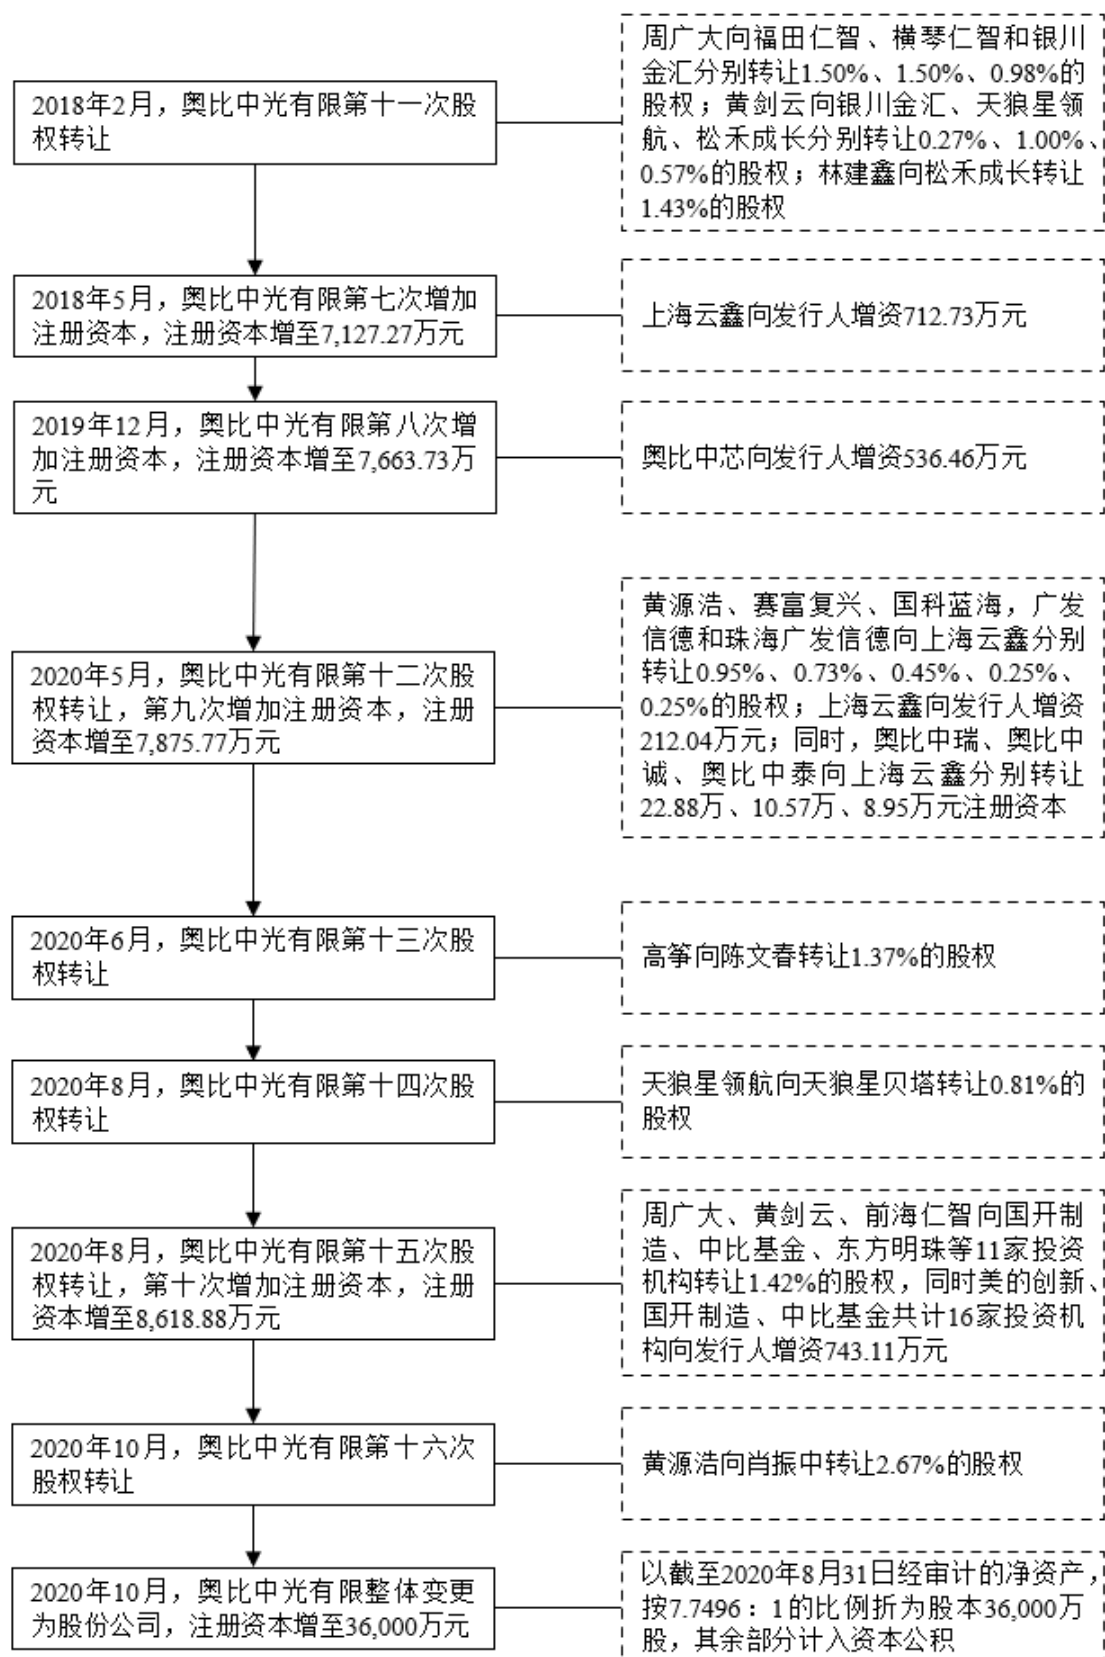 2018年2月，奥比中光有限第十一次股
权转让
周广大向福田仁智、横琴仁智和银川
金汇分别转让1.50%、1.50%、0.98%的
股权；黄剑云向银川金汇、天狼星领
航、松禾成长分别转让0.27%、1.00%、
0.57%的股权；林建鑫向松禾成长转让
1.43%的股权
2018年5月，奥比中光有限第七次增加
注册资本，注册资本增至7,127.27万元
上海云鑫向发行人增资712.73万元
2019年12月，奥比中光有限第八次增
加注册资本，注册资本增至7,663.73万
元
奥比中芯向发行人增资536.46万元
2020年5月，奥比中光有限第十二次股
权转让，第九次增加注册资本，注册
资本增至7,875.77万元
黄源浩、赛富复兴、国科蓝海，广发
信德和珠海广发信德向上海云鑫分别
转让0.95%、0.73%、0.45%、0.25%、
0.25%的股权；上海云鑫向发行人增资
212.04万元；同时，奥比中瑞、奥比中
诚、奥比中泰向上海云鑫分别转让
22.88万、10.57万、8.95万元注册资本
2020年6月，奥比中光有限第十三次股
权转让
高筝向陈文春转让1.37%的股权
2020年8月，奥比中光有限第十四次股
权转让
天狼星领航向天狼星贝塔转让0.81%的
股权
2020年8月，奥比中光有限第十五次股
权转让，第十次增加注册资本，注册
资本增至8,618.88万元
周广大、黄剑云、前海仁智向国开制
造、中比基金、东方明珠等11家投资
机构转让1.42%的股权，同时美的创新、
国开制造、中比基金共计16家投资机
构向发行人增资743.11万元
2020年10月，奥比中光有限第十六次
股权转让
黄源浩向肖振中转让2.67%的股权
2020年10月，奥比中光有限整体变更
为股份公司，注册资本增至36,000万元
以截至2020年8月31日经审计的净资产，
按7.7496：1的比例折为股本36,000万
股，其余部分计入资本公积